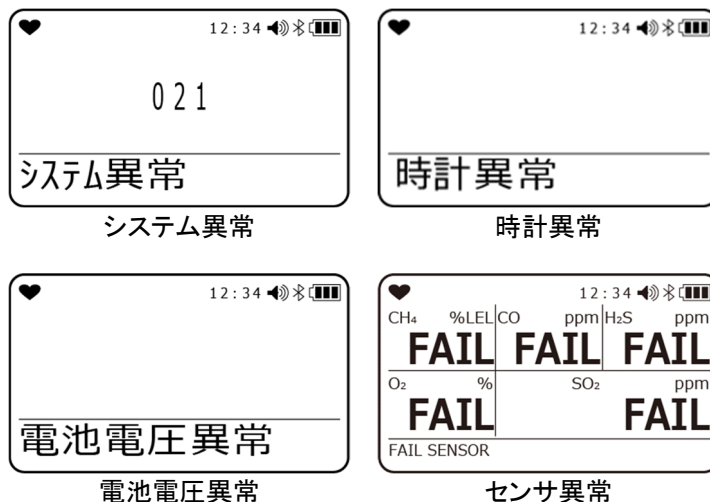 12:34
021
システム異常
システム異常
12:34
時計異常
時計異常
12:34
電池電圧異常
電池電圧異常
12:34
CH₄ %LEL CO ppm H₂S ppm
FAIL FAIL FAIL
O₂ % SO₂ ppm
FAIL FAIL
FAIL SENSOR
センサ異常